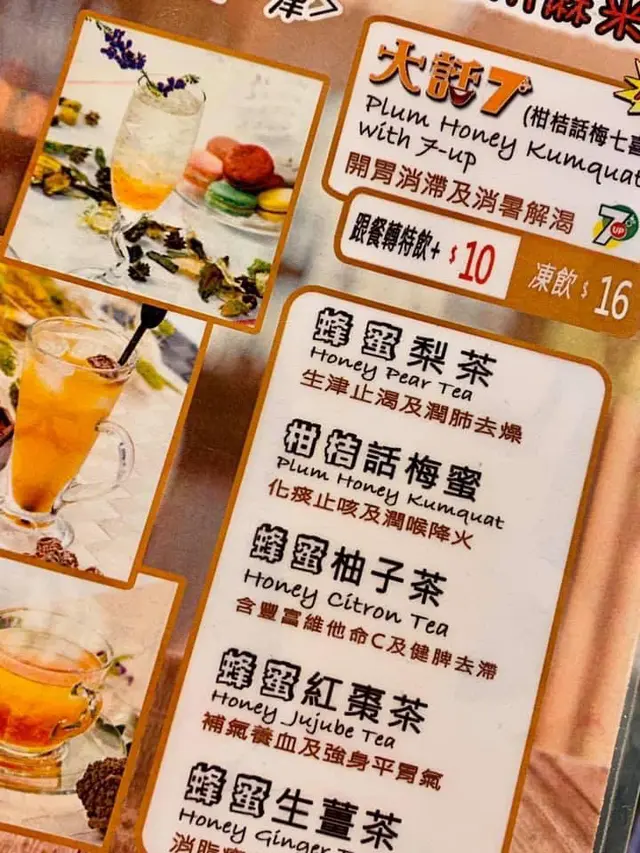 津>
大話7
(柑桔話梅七喜
Plum Honey Kumquat
with 7-up
開胃消滯及消暑解渴
7UP
跟餐轉特飲+ $10
凍飲 $16
蜂蜜梨茶
Honey Pear Tea
生津止渴及潤肺去燥
柑桔話梅蜜
Plum Honey Kumquat
化痰止咳及潤喉降火
蜂蜜柚子茶
Honey Citron Tea
含豐富維他命C及健脾去滯
蜂蜜紅棗茶
Honey Jujube Tea
補氣養血及強身平胃氣
蜂蜜生薑茶
Honey Ginger
消脂